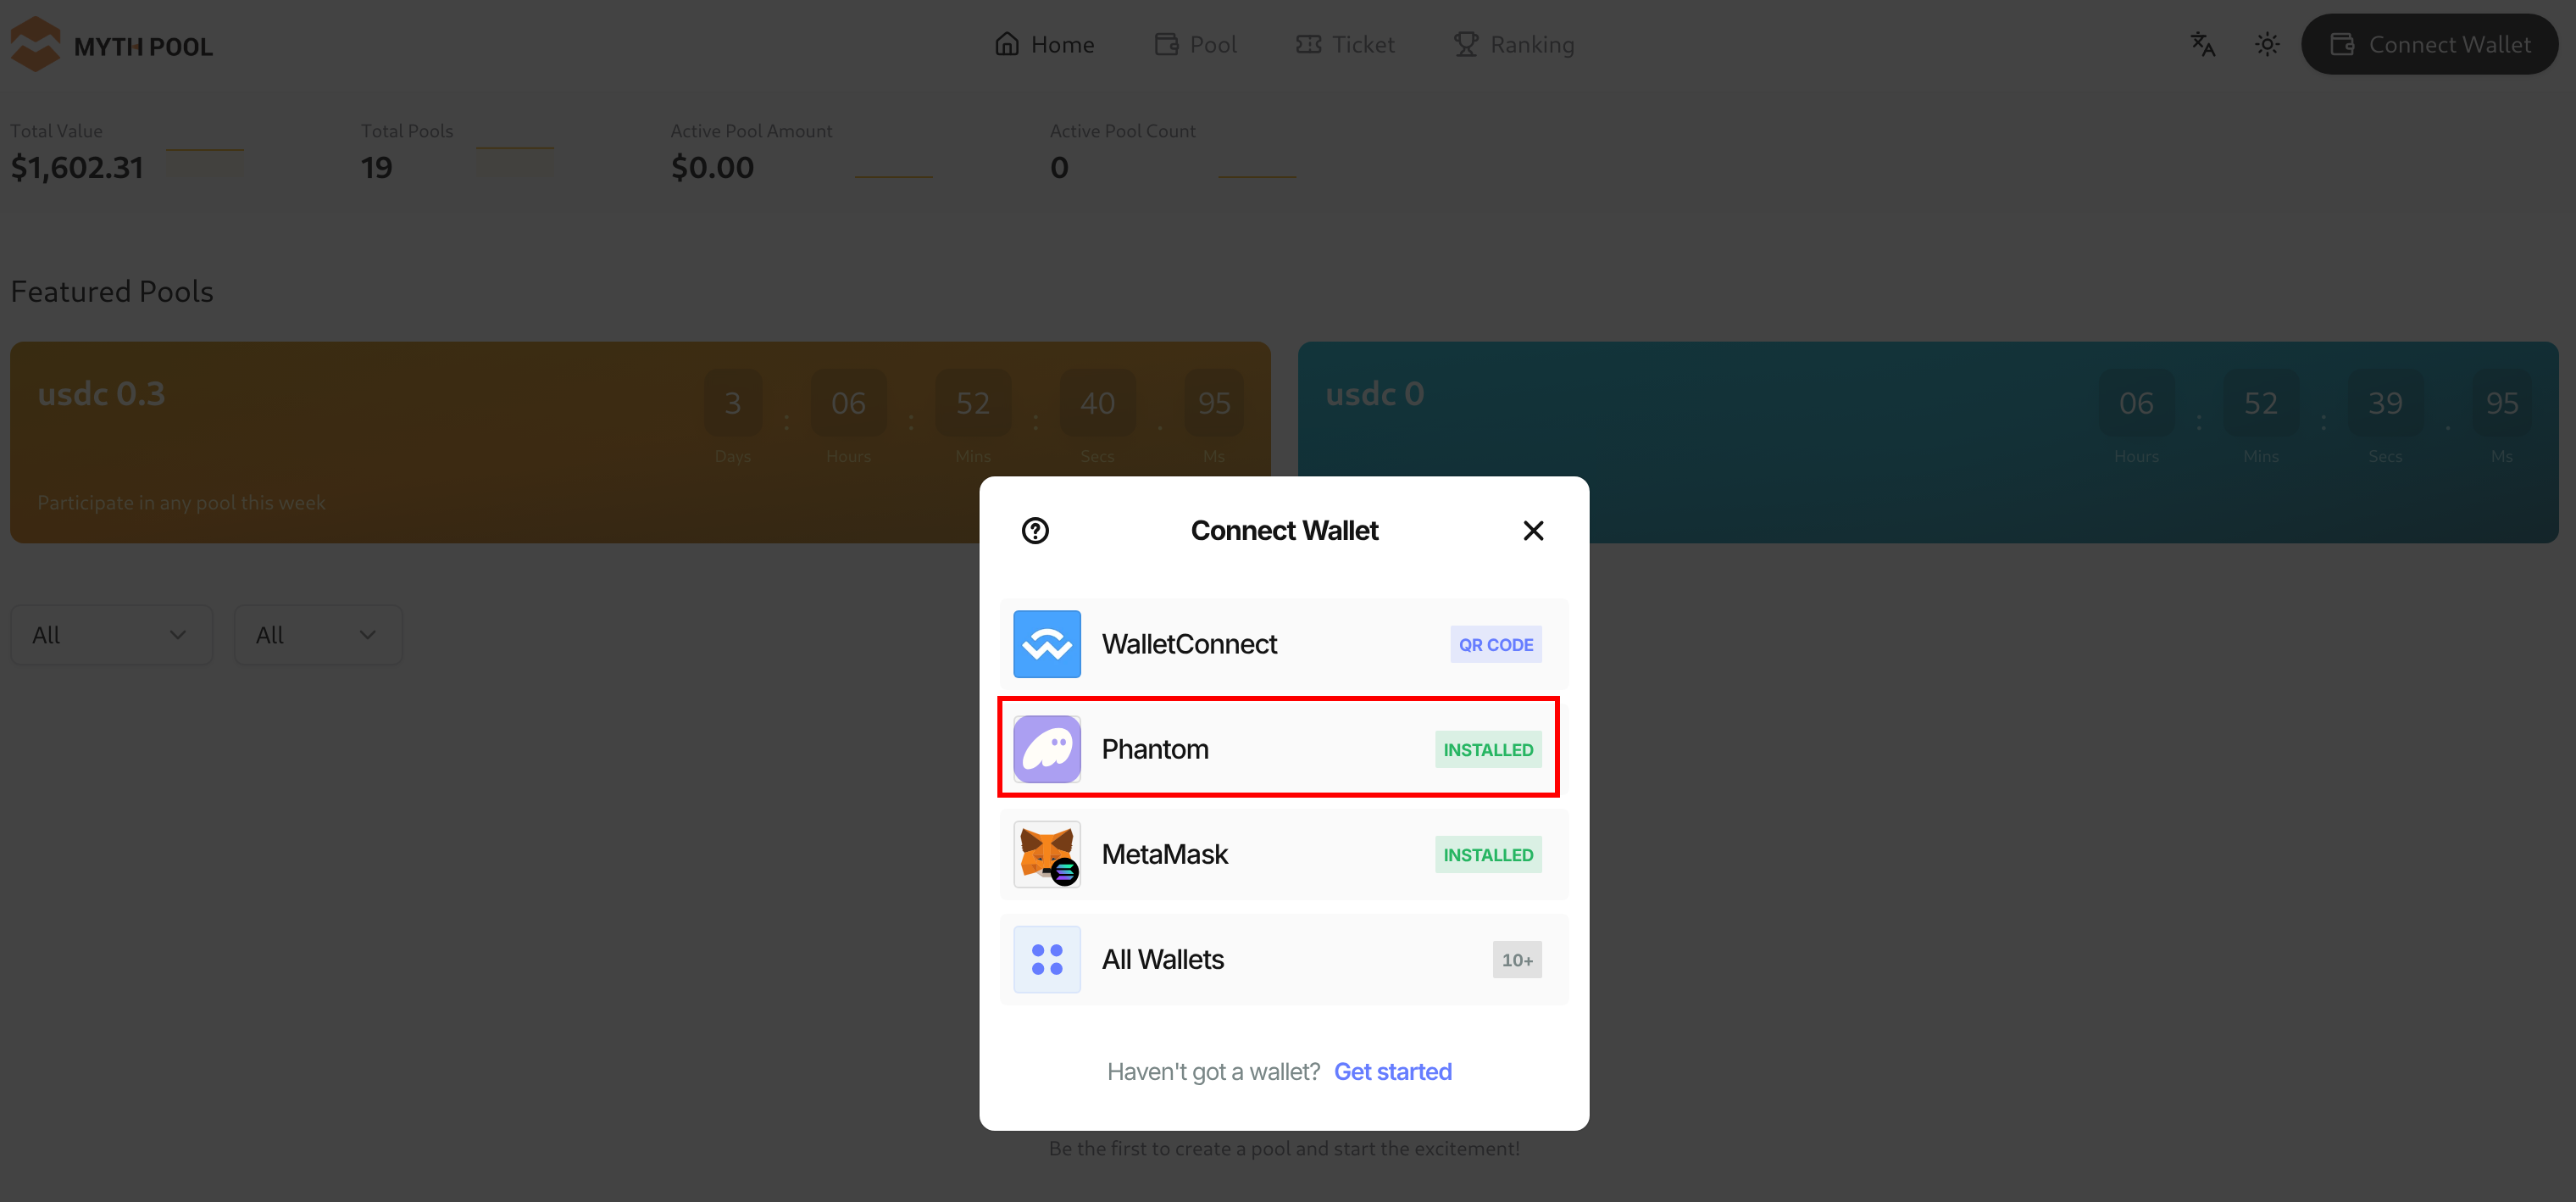 MYTH POOL
Home
Pool
Ticket
Ranking
Connect Wallet
Total Value
$1,602.31
Total Pools
19
Active Pool Amount
$0.00
Active Pool Count
0
Featured Pools
usdc 0.3
3 : 06 : 52 : 40 . 95
Days Hours Mins Secs Ms
Participate in any pool this week
usdc 0
06 : 52 : 39 . 95
Hours Mins Secs Ms
All
All
Connect Wallet
WalletConnect
QR CODE
Phantom
INSTALLED
MetaMask
INSTALLED
All Wallets
10+
Haven't got a wallet? Get started
Be the first to create a pool and start the excitement!